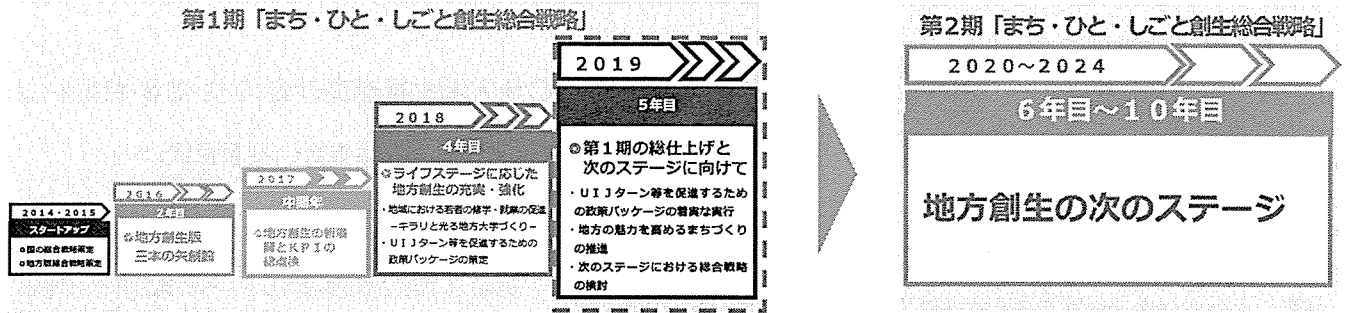 第1期「まち・ひと・しごと創生総合戦略」
2014・2015
スタートアップ
◎国の総合戦略策定
◎地方版総合戦略策定
2016
2年目
◎地方創生版
三本の矢創設
2017
中間年
◎地方創生の新展
開とKPIの
総点検
2018
4年目
◎ライフステージに応じた
地方創生の充実・強化
・地域における若者の修学・就業の促進
－キラリと光る地方大学づくり－
・UIJターン等を促進するための
政策パッケージの策定
2019
5年目
◎第1期の総仕上げと
次のステージに向けて
・UIJターン等を促進するため
の政策パッケージの着実な実行
・地方の魅力を高めるまちづくり
の推進
・次のステージにおける総合戦略
の検討
第2期「まち・ひと・しごと創生総合戦略」
2020～2024
6年目～10年目
地方創生の次のステージ